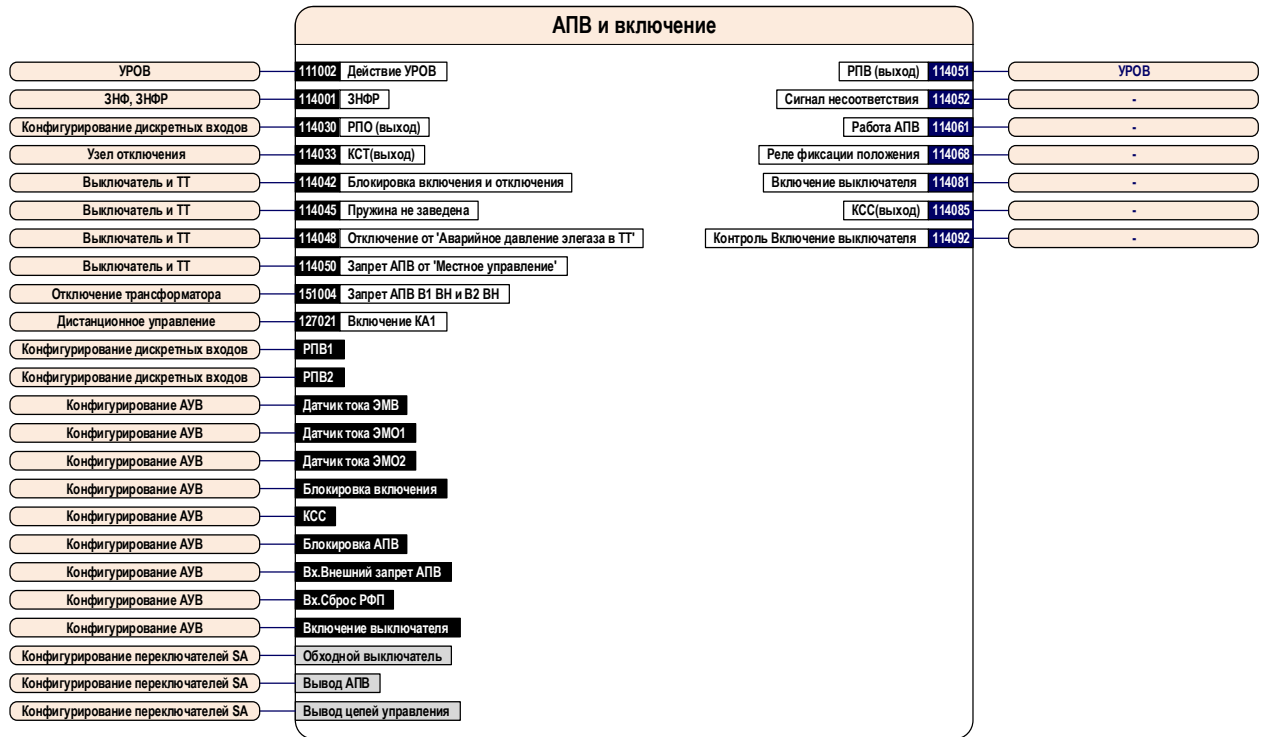 АПВ и включение
УРОВ 111002 Действие УРОВ РПВ (выход) 114051 УРОВ
ЗНФ, ЗНФР 114001 ЗНФР Сигнал несоответствия 114052 -
Конфигурирование дискретных входов 114030 РПО (выход) Работа АПВ 114061 -
Узел отключения 114033 КСТ(выход) Реле фиксации положения 114068 -
Выключатель и ТТ 114042 Блокировка включения и отключения Включение выключателя 114081 -
Выключатель и ТТ 114045 Пружина не заведена КСС(выход) 114085 -
Выключатель и ТТ 114048 Отключение от 'Аварийное давление элегаза в ТТ' Контроль Включение выключателя 114092 -
Выключатель и ТТ 114050 Запрет АПВ от 'Местное управление'
Отключение трансформатора 151004 Запрет АПВ В1 ВН и В2 ВН
Дистанционное управление 127021 Включение КА1
Конфигурирование дискретных входов РПВ1
Конфигурирование дискретных входов РПВ2
Конфигурирование АУВ Датчик тока ЭМВ
Конфигурирование АУВ Датчик тока ЭМО1
Конфигурирование АУВ Датчик тока ЭМО2
Конфигурирование АУВ Блокировка включения
Конфигурирование АУВ КСС
Конфигурирование АУВ Блокировка АПВ
Конфигурирование АУВ Вх.Внешний запрет АПВ
Конфигурирование АУВ Вх.Сброс РФП
Конфигурирование АУВ Включение выключателя
Конфигурирование переключателей SA Обходной выключатель
Конфигурирование переключателей SA Вывод АПВ
Конфигурирование переключателей SA Вывод цепей управления